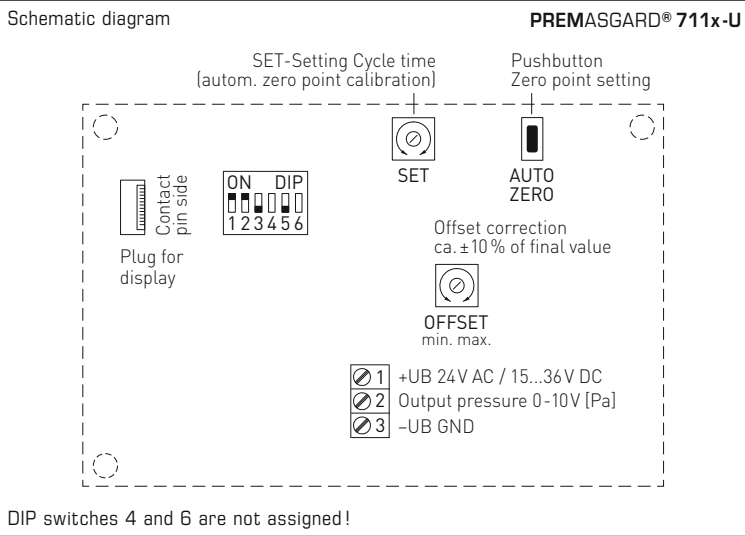 Schematic diagram
PREMASGARD® 711x-U
SET-Setting Cycle time
(autom. zero point calibration)
Pushbutton
Zero point setting
SET
AUTO
ZERO
Contact
pin side
Plug for
display
ON DIP
1 2 3 4 5 6
Offset correction
ca. ±10 % of final value
OFFSET
min. max.
1 +UB 24V AC / 15...36V DC
2 Output pressure 0-10V [Pa]
3 –UB GND
DIP switches 4 and 6 are not assigned!